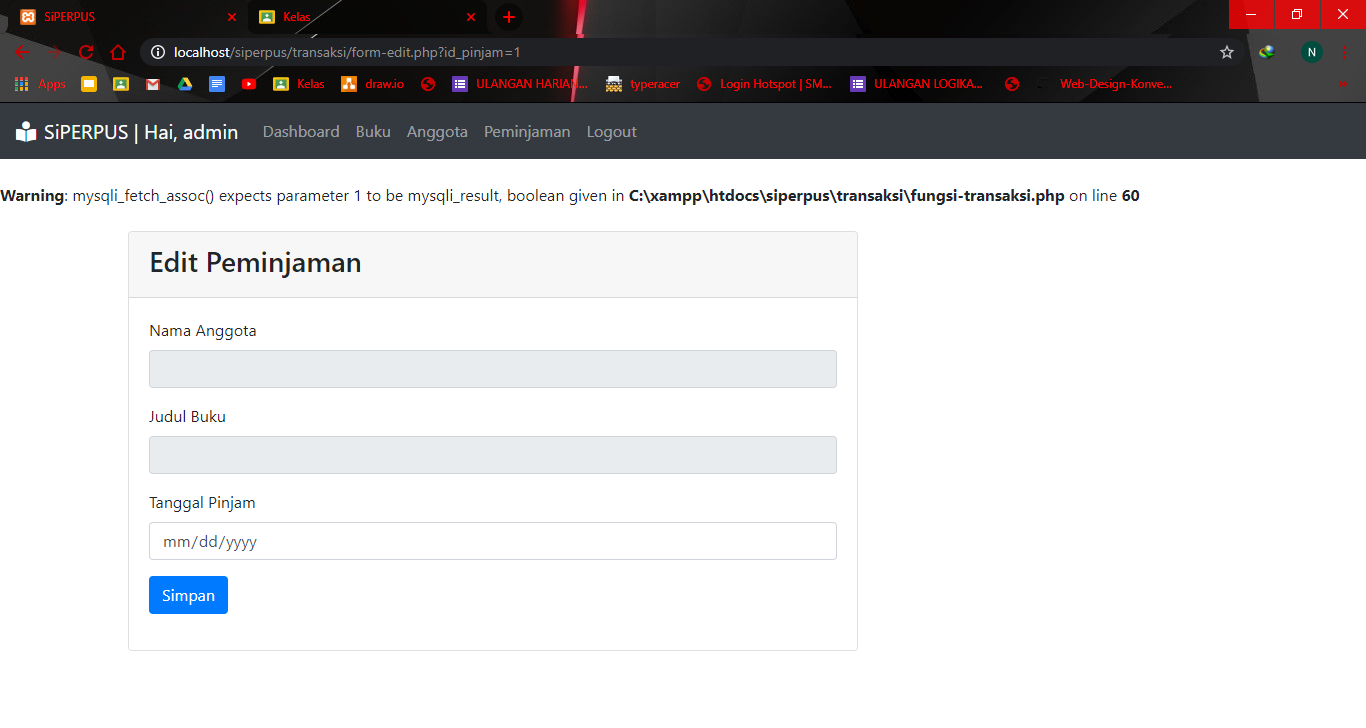 SiPERPUS
Kelas
localhost/siperpus/transaksi/form-edit.php?id_pinjam=1
N
Apps
Kelas
draw.io
ULANGAN HARIAN...
typeracer
Login Hotspot | SM...
ULANGAN LOGIKA...
Web-Design-Konve...
SiPERPUS | Hai, admin
Dashboard
Buku
Anggota
Peminjaman
Logout
Warning: mysqli_fetch_assoc() expects parameter 1 to be mysqli_result, boolean given in C:\xampp\htdocs\siperpus\transaksi\fungsi-transaksi.php on line 60
Edit Peminjaman
Nama Anggota
Judul Buku
Tanggal Pinjam
mm/dd/yyyy
Simpan